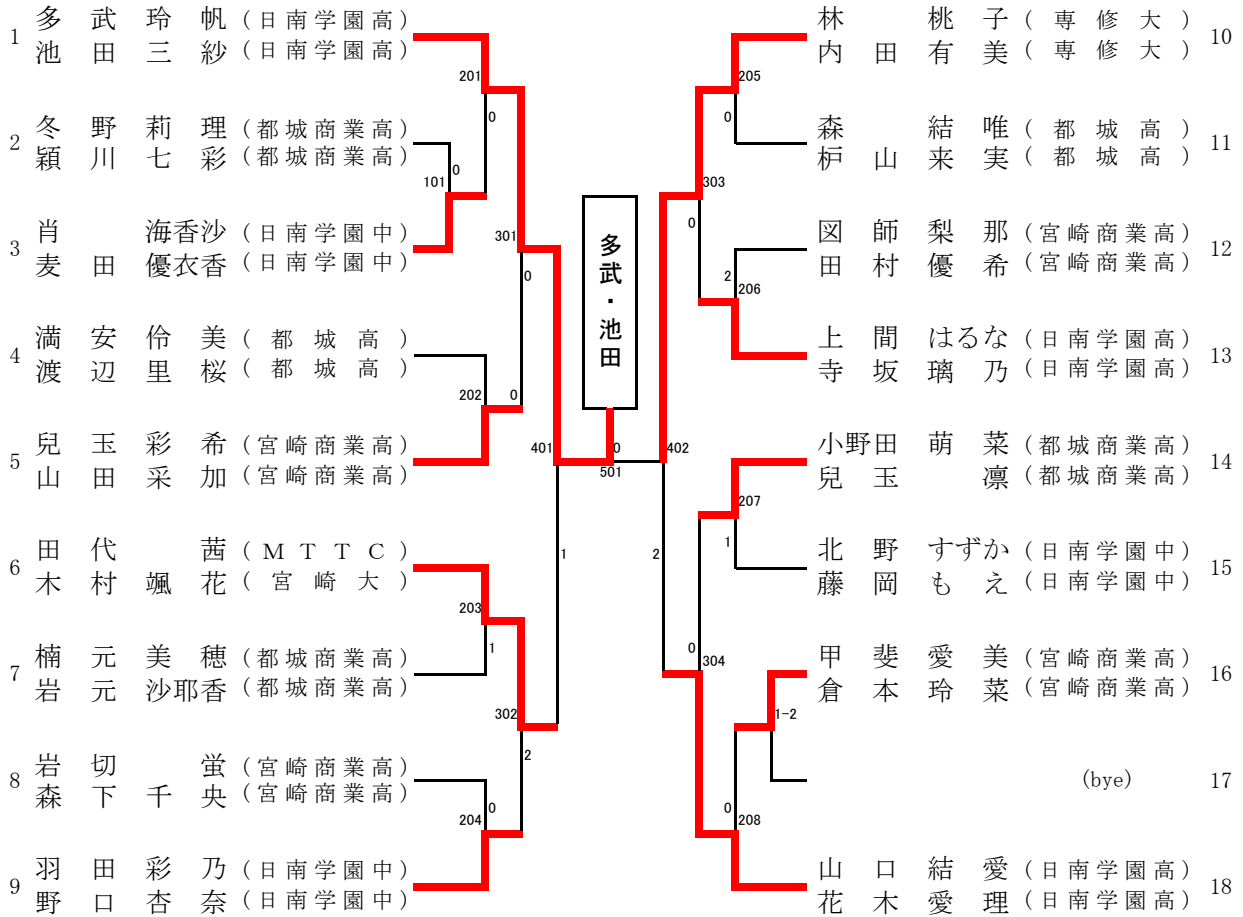 1 多武玲帆（日南学園高）
池田三紗（日南学園高）
201
0
2 冬野莉理（都城商業高）
穎川七彩（都城商業高）
0
101
3 肖 海香沙（日南学園中）
麦田優衣香（日南学園中）
301
0
4 満安伶美（都城高）
渡辺里桜（都城高）
202 0
5 兒玉彩希（宮崎商業高）
山田采加（宮崎商業高）
401
6 田代 茜（ＭＴＴＣ）
木村颯花（宮崎大）
203
1
7 楠元美穂（都城商業高）
岩元沙耶香（都城商業高）
302
2
8 岩切 蛍（宮崎商業高）
森下千央（宮崎商業高）
0
204
9 羽田彩乃（日南学園中）
野口杏奈（日南学園中）
1
多武・池田
0
501
林 桃子（専修大） 10
内田有美（専修大）
205
0
森 結唯（都城高） 11
枦山来実（都城高）
303
0
図師梨那（宮崎商業高） 12
田村優希（宮崎商業高）
2
206
上間はるな（日南学園高） 13
寺坂璃乃（日南学園高）
402
小野田萌菜（都城商業高） 14
兒玉 凛（都城商業高）
207
1
北野すずか（日南学園中） 15
藤岡もえ（日南学園中）
2
0
304
甲斐愛美（宮崎商業高） 16
倉本玲菜（宮崎商業高）
1-2
(bye) 17
0
208
山口結愛（日南学園高） 18
花木愛理（日南学園高）